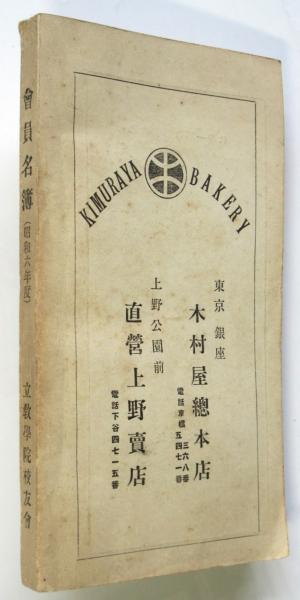 會員名簿(昭和六年度)
立教學院校友會
KIMURAYA BAKERY
東京 銀座
木村屋總本店
電話京橋 三六八番
五四七一番
上野公園前
直營上野賣店
電話下谷四七一五番